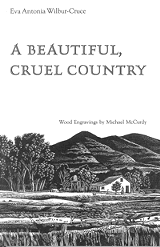 Eva Antonia Wilbur-Cruce
A BEAUTIFUL,
CRUEL COUNTRY
Wood Engravings by Michael McCurdy